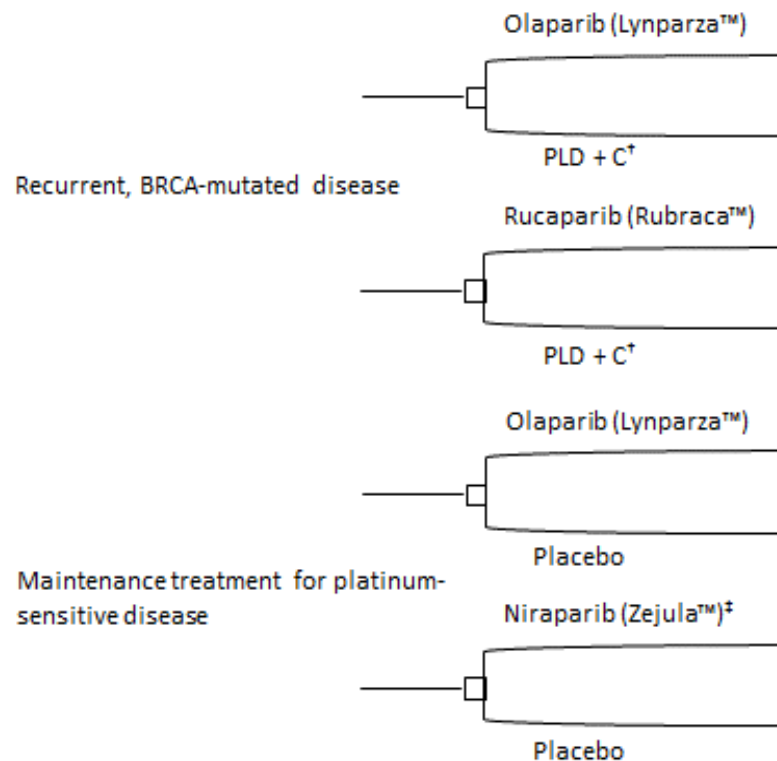 Olaparib (Lynparza™)
PLD + C†
Recurrent, BRCA-mutated disease
Rucaparib (Rubraca™)
PLD + C†
Olaparib (Lynparza™)
Placebo
Maintenance treatment for platinum-
sensitive disease
Niraparib (Zejula™)‡
Placebo